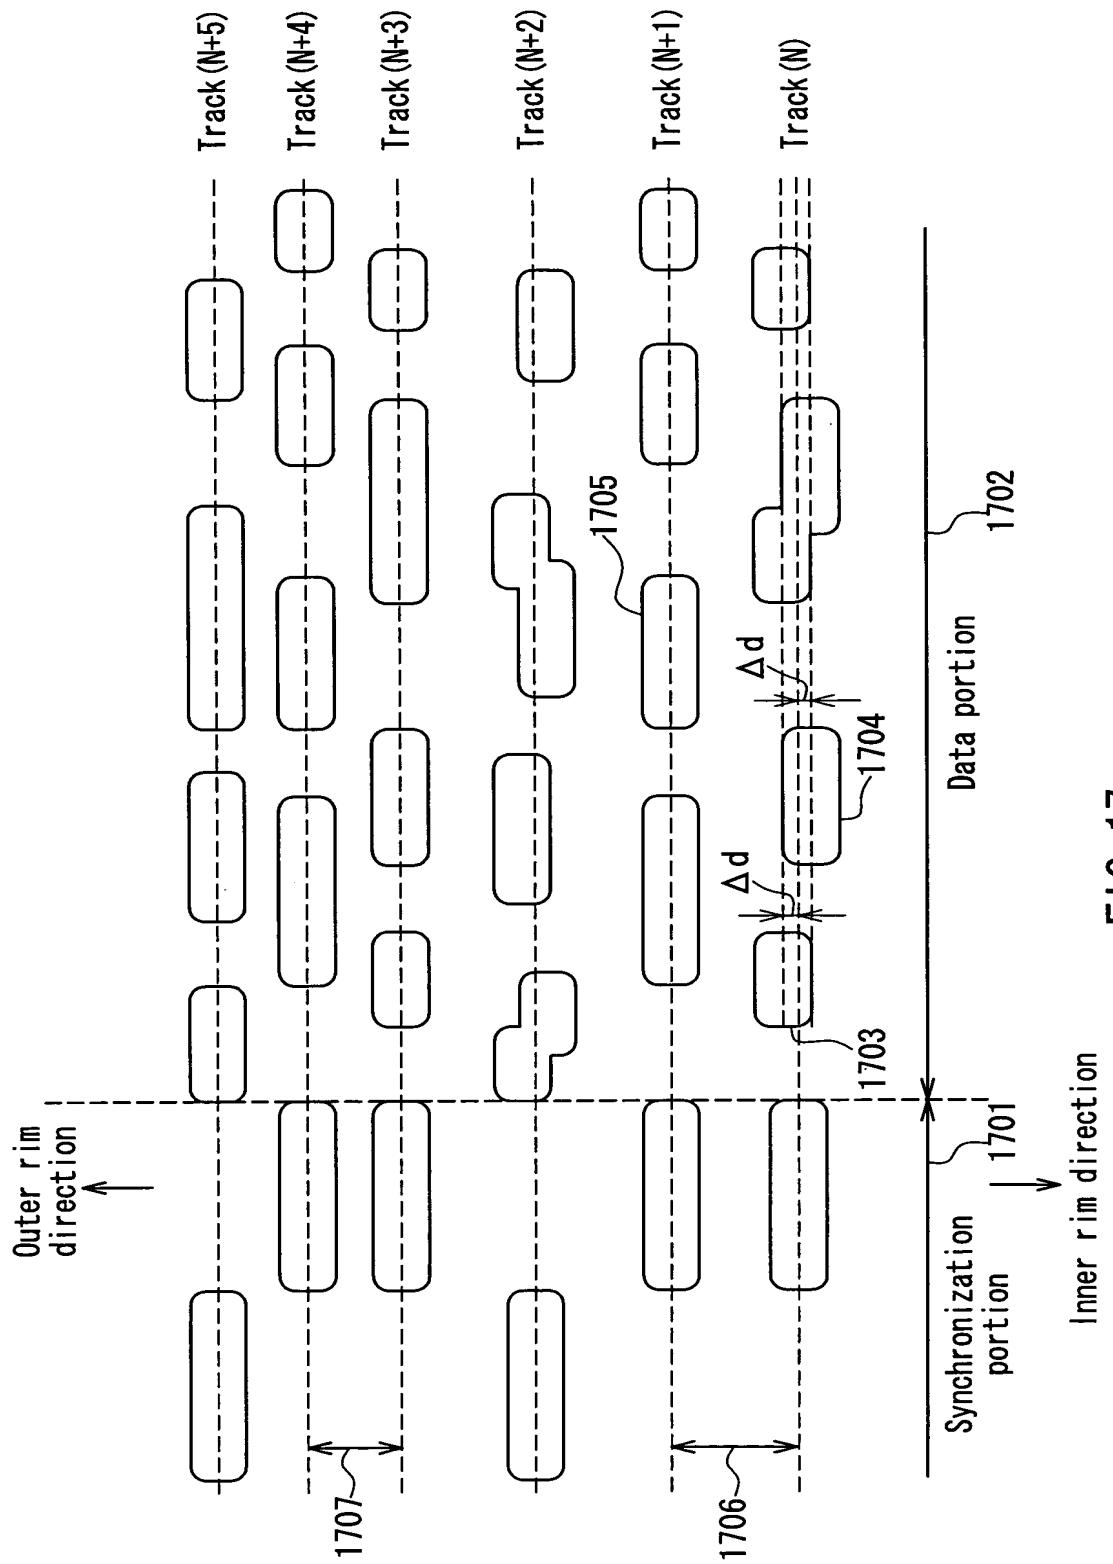 Outer rim
direction
Track(N+5)
Track(N+4)
Track(N+3)
Track(N+2)
Track(N+1)
Track(N)
1707
1706
1705
Δd
Δd
1703
1704
1701
1702
Synchronization
portion
Data portion
Inner rim direction